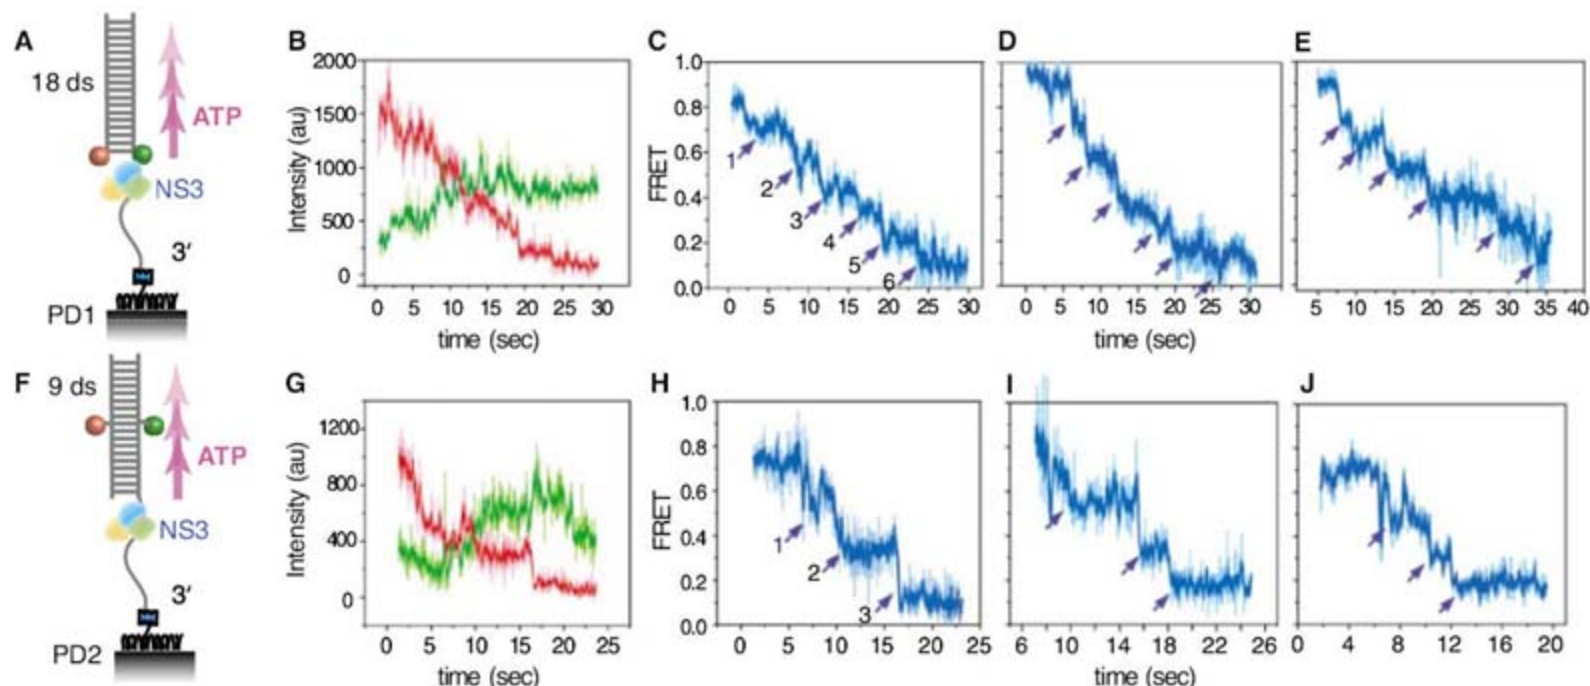 A
18 ds
ATP
NS3
3′
PD1
B
Intensity (au)
2000
1500
1000
500
0
0 5 10 15 20 25 30
time (sec)
C
FRET
1.0
0.8
0.6
0.4
0.2
0.0
1
2
3
4
5
6
0 5 10 15 20 25 30
D
0 5 10 15 20 25 30
time (sec)
E
5 10 15 20 25 30 35 40
F
9 ds
ATP
NS3
3′
PD2
G
Intensity (au)
1200
800
400
0
0 5 10 15 20 25
time (sec)
H
FRET
1.0
0.8
0.6
0.4
0.2
0.0
1
2
3
0 5 10 15 20 25
I
6 10 14 18 22 26
time (sec)
J
0 4 8 12 16 20